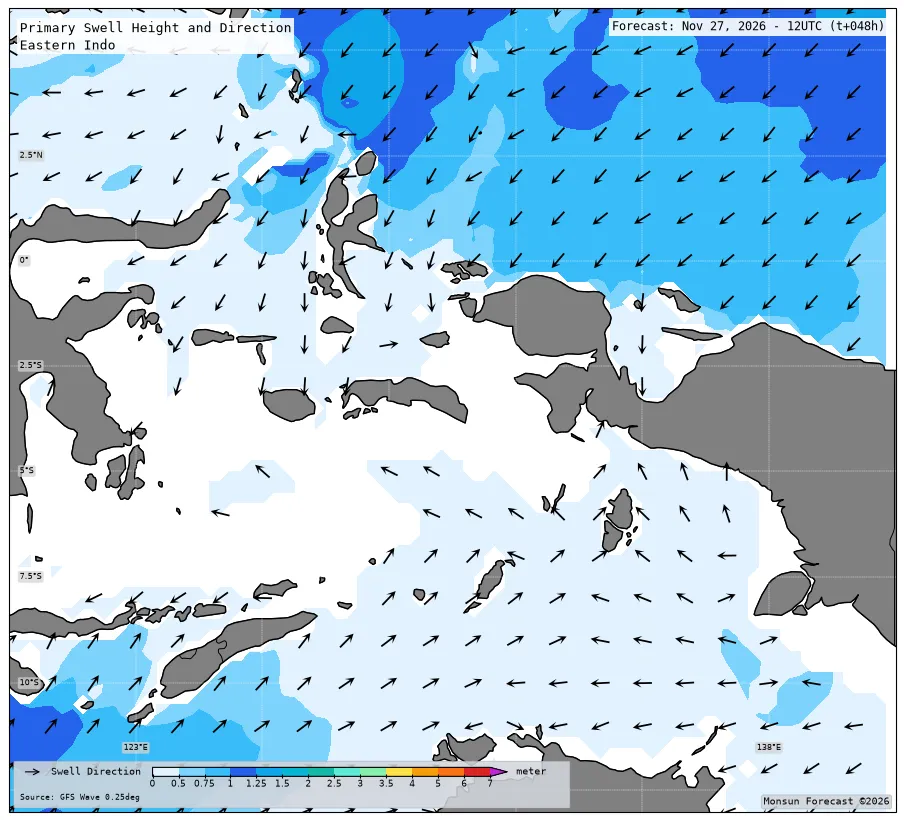 Primary Swell Height and Direction
Eastern Indo
Forecast: Nov 27, 2026 - 12UTC (t+048h)
2.5°N
0°
2.5°S
5°S
7.5°S
10°S
123°E
138°E
Swell Direction
meter
0 0.5 0.75 1 1.25 1.5 2 2.5 3 3.5 4 5 6 7
Source: GFS Wave 0.25deg
Monsun Forecast ©2026